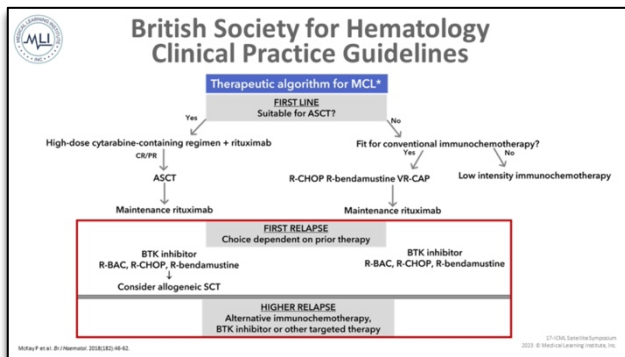 MEDICAL LEARNING INSTITUTE
MLI
INC
British Society for Hematology
Clinical Practice Guidelines
Therapeutic algorithm for MCL*
FIRST LINE
Suitable for ASCT?
Yes
No
High-dose cytarabine-containing regimen + rituximab
Fit for conventional immunochemotherapy?
CR/PR
Yes
No
ASCT
R-CHOP R-bendamustine VR-CAP
Low intensity immunochemotherapy
Maintenance rituximab
Maintenance rituximab
FIRST RELAPSE
Choice dependent on prior therapy
BTK inhibitor
R-BAC, R-CHOP, R-bendamustine
BTK inhibitor
R-BAC, R-CHOP, R-bendamustine
Consider allogeneic SCT
HIGHER RELAPSE
Alternative immunochemotherapy,
BTK inhibitor or other targeted therapy
McKay P et al. Br J Haematol. 2018(182):46-62.
17-ICML Satellite Symposium
2023 © Medical Learning Institute, Inc.